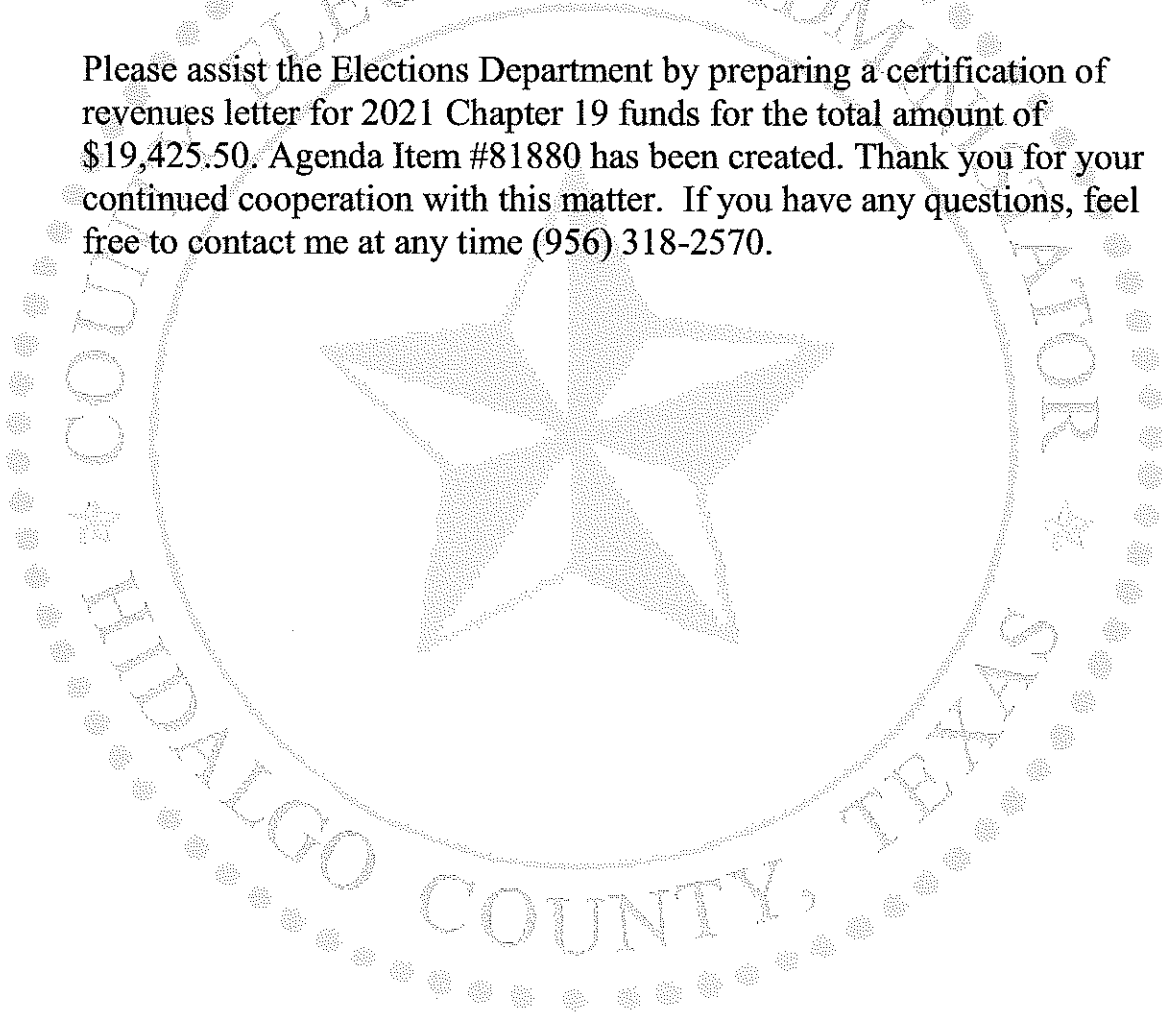 Please assist the Elections Department by preparing a certification of
revenues letter for 2021 Chapter 19 funds for the total amount of
$19,425.50. Agenda Item #81880 has been created. Thank you for your
continued cooperation with this matter.  If you have any questions, feel
free to contact me at any time (956) 318-2570.
HIDALGO COUNTY, TEXAS